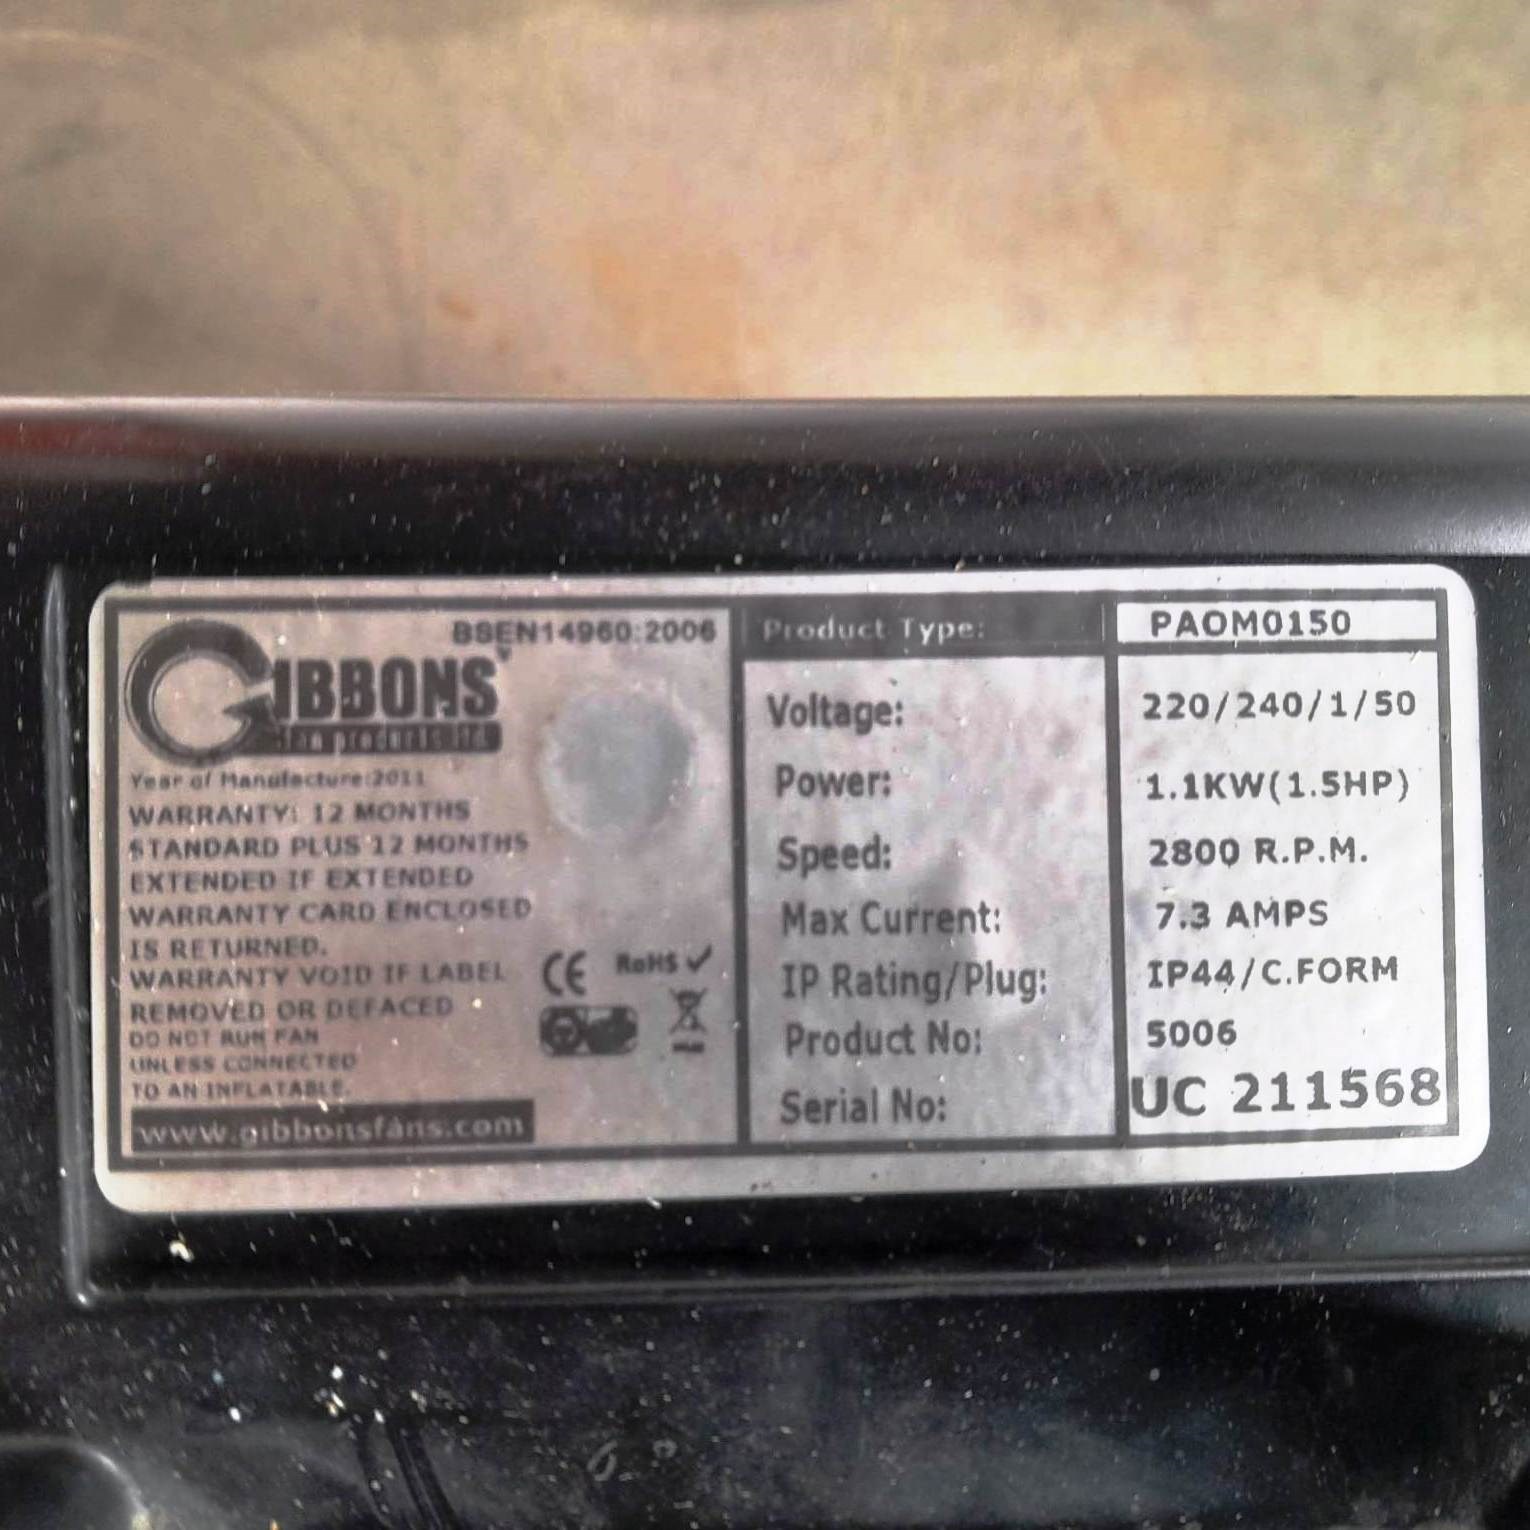 BSEN14960:2006
GIBBONS
fan products ltd
Year of Manufacture:2011
WARRANTY: 12 MONTHS
STANDARD PLUS 12 MONTHS
EXTENDED IF EXTENDED
WARRANTY CARD ENCLOSED
IS RETURNED.
WARRANTY VOID IF LABEL
REMOVED OR DEFACED
DO NOT RUN FAN
UNLESS CONNECTED
TO AN INFLATABLE.
www.gibbonsfans.com
CE RoHS ✓
Product Type: PAOM0150
Voltage: 220/240/1/50
Power: 1.1KW(1.5HP)
Speed: 2800 R.P.M.
Max Current: 7.3 AMPS
IP Rating/Plug: IP44/C.FORM
Product No: 5006
Serial No: UC 211568